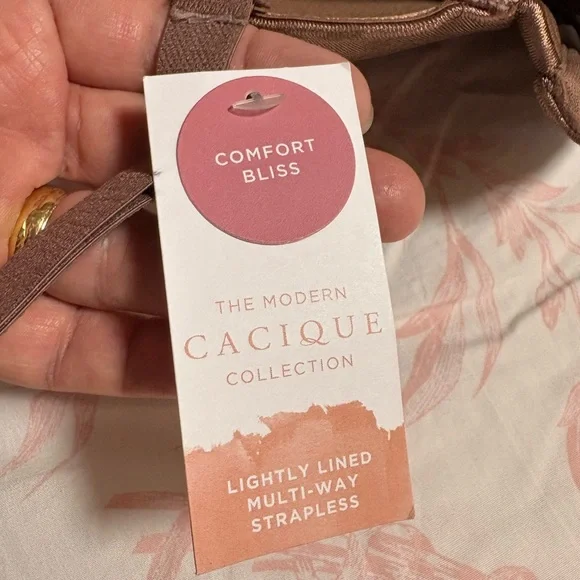 COMFORT
BLISS
THE MODERN
CACIQUE
COLLECTION
LIGHTLY LINED
MULTI-WAY
STRAPLESS